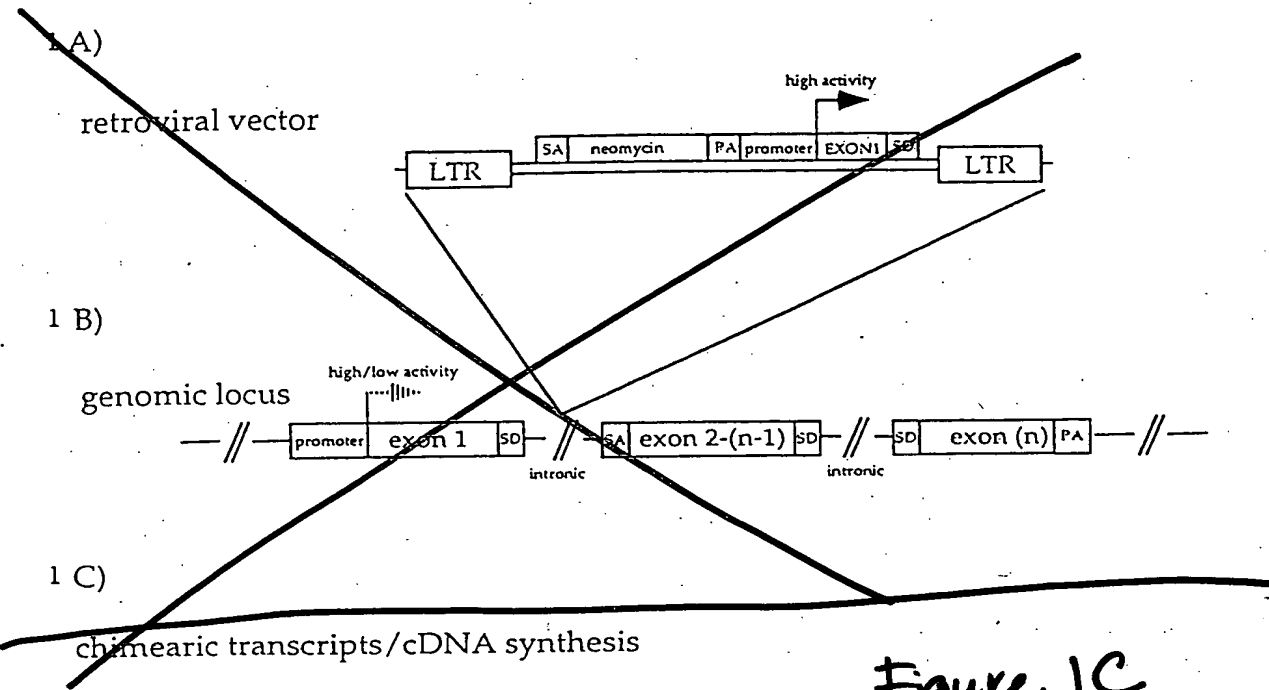 1 A)
high activity
retroviral vector
SA neomycin PA promoter EXON1 SD
LTR LTR
1 B)
high/low activity
genomic locus
promoter exon 1 SD SA exon 2-(n-1) SD SD exon (n) PA
intronic intronic
1 C)
chimearic transcripts/cDNA synthesis
Figure 1C